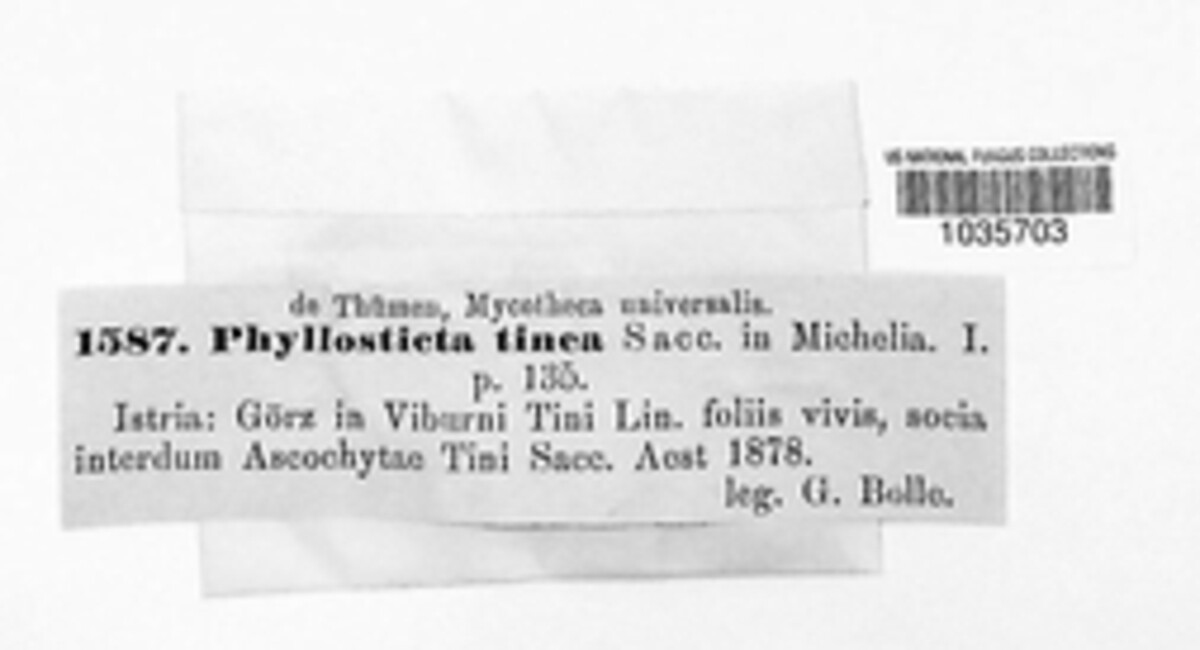 US NATIONAL FUNGUS COLLECTIONS
1035703
de Thümen, Mycotheca universalis.
1587. Phyllosticta tinea Sacc. in Michelia. I.
p. 135.
Istria: Görz in Viburni Tini Lin. foliis vivis, socia
interdum Ascochytae Tini Sacc. Aest 1878.
leg. G. Bolle.